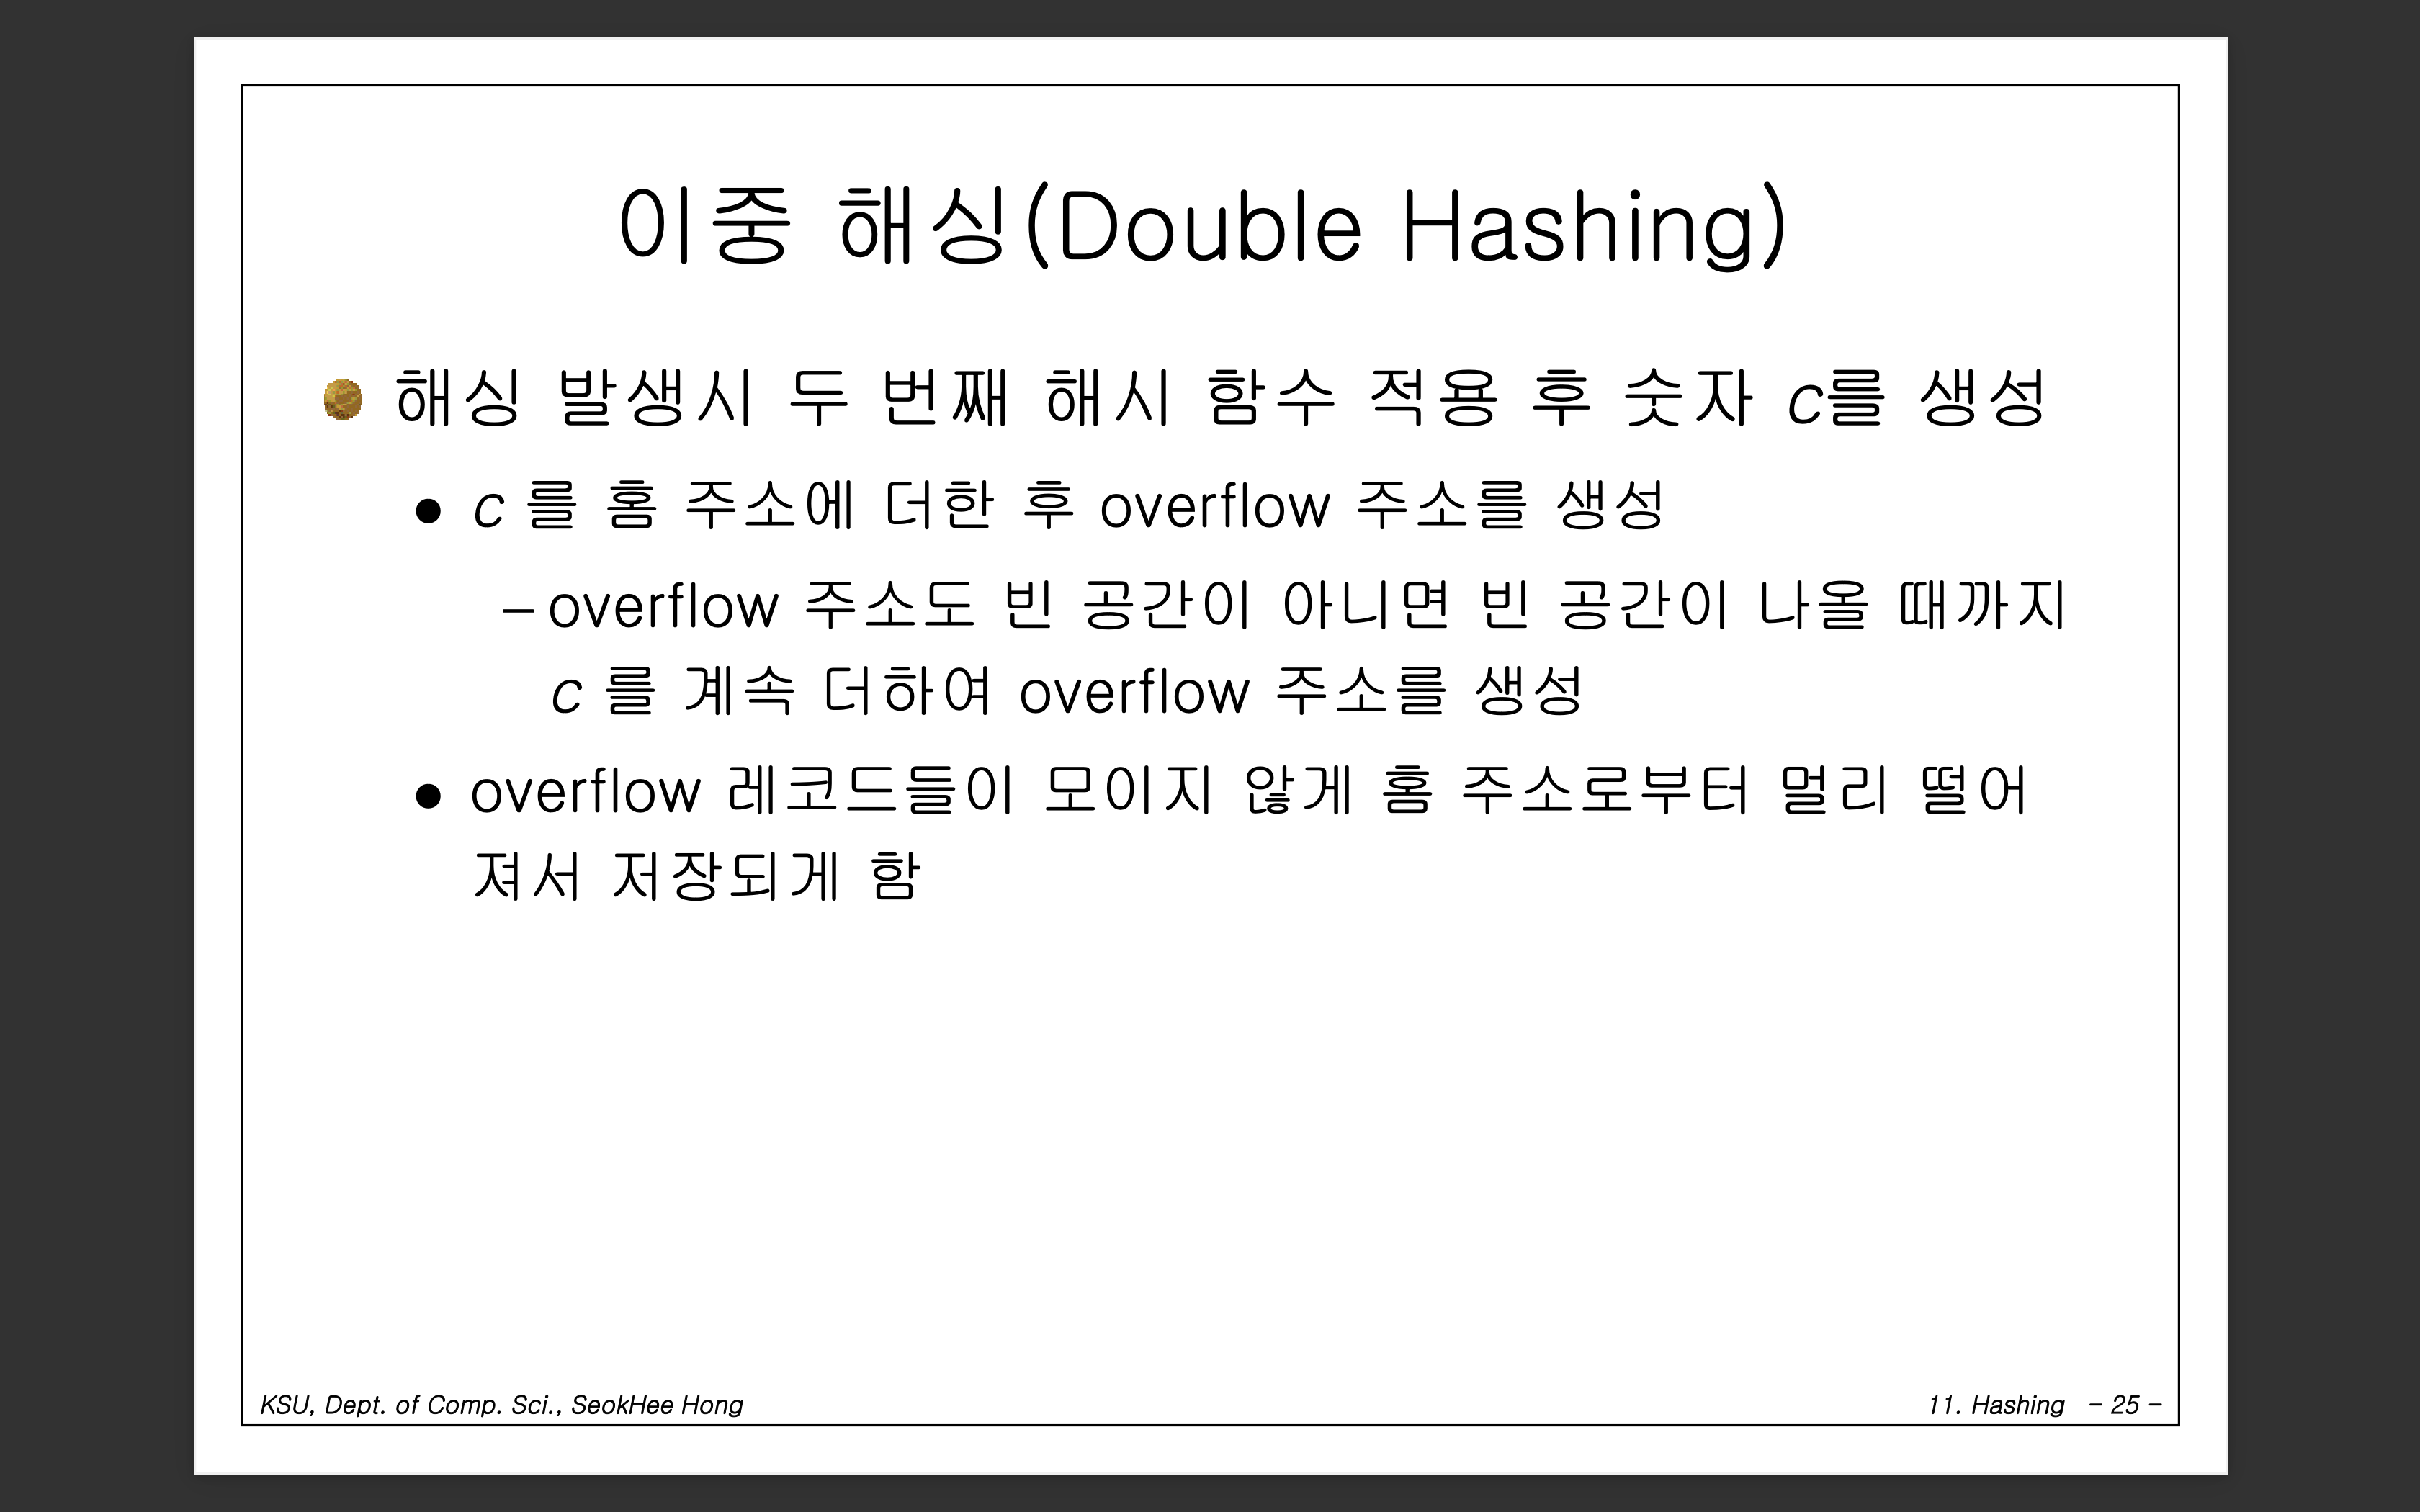 이중 해싱(Double Hashing)
해싱 발생시 두 번째 해시 함수 적용 후 숫자 c를 생성
● c 를 홈 주소에 더한 후 overflow 주소를 생성
– overflow 주소도 빈 공간이 아니면 빈 공간이 나올 때까지
c 를 계속 더하여 overflow 주소를 생성
● overflow 레코드들이 모이지 않게 홈 주소로부터 멀리 떨어
져서 저장되게 함
KSU, Dept. of Comp. Sci., SeokHee Hong
11. Hashing – 25 –